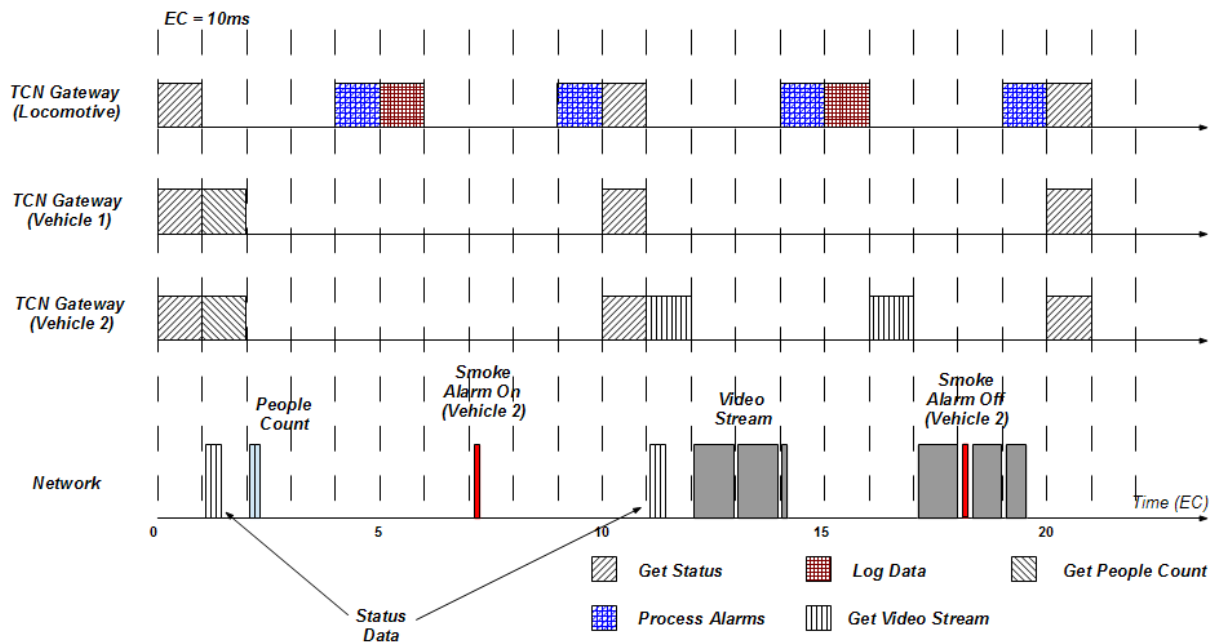 EC = 10ms
TCN Gateway
(Locomotive)
TCN Gateway
(Vehicle 1)
TCN Gateway
(Vehicle 2)
Smoke
Alarm On
(Vehicle 2)
People
Count
Video
Stream
Smoke
Alarm Off
(Vehicle 2)
Network
Time (EC)
0
5
10
15
20
Get Status
Log Data
Get People Count
Process Alarms
Get Video Stream
Status
Data